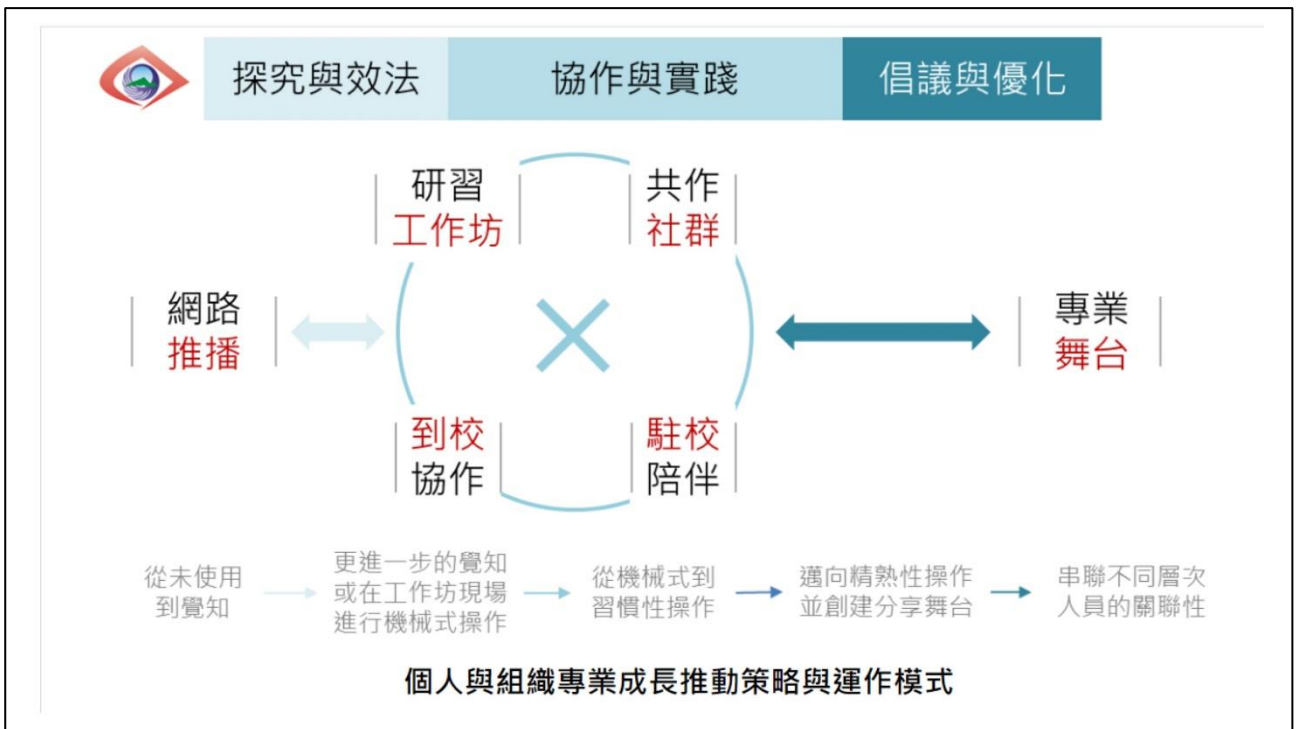 探究與效法
協作與實踐
倡議與優化
研習
工作坊
共作
社群
網路
推播
專業
舞台
到校
協作
駐校
陪伴
從未使用
到覺知
更進一步的覺知
或在工作坊現場
進行機械式操作
從機械式到
習慣性操作
邁向精熟性操作
並創建分享舞台
串聯不同層次
人員的關聯性
個人與組織專業成長推動策略與運作模式